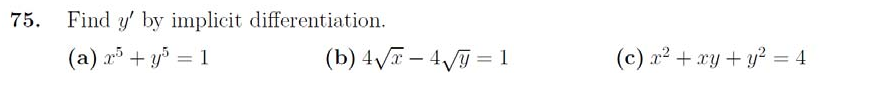 75. Find y′ by implicit differentiation.
(a) x⁵ + y⁵ = 1 (b) 4√x − 4√y = 1 (c) x² + xy + y² = 4